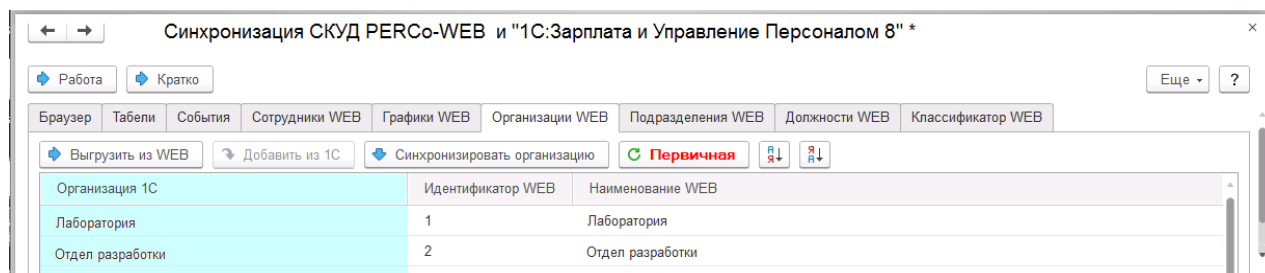 Синхронизация СКУД PERCo-WEB и "1С:Зарплата и Управление Персоналом 8" *
Работа Кратко Еще ?
Браузер Табели События Сотрудники WEB Графики WEB Организации WEB Подразделения WEB Должности WEB Классификатор WEB
Выгрузить из WEB Добавить из 1С Синхронизировать организацию Первичная А Я Я А
Организация 1С Идентификатор WEB Наименование WEB
Лаборатория 1 Лаборатория
Отдел разработки 2 Отдел разработки